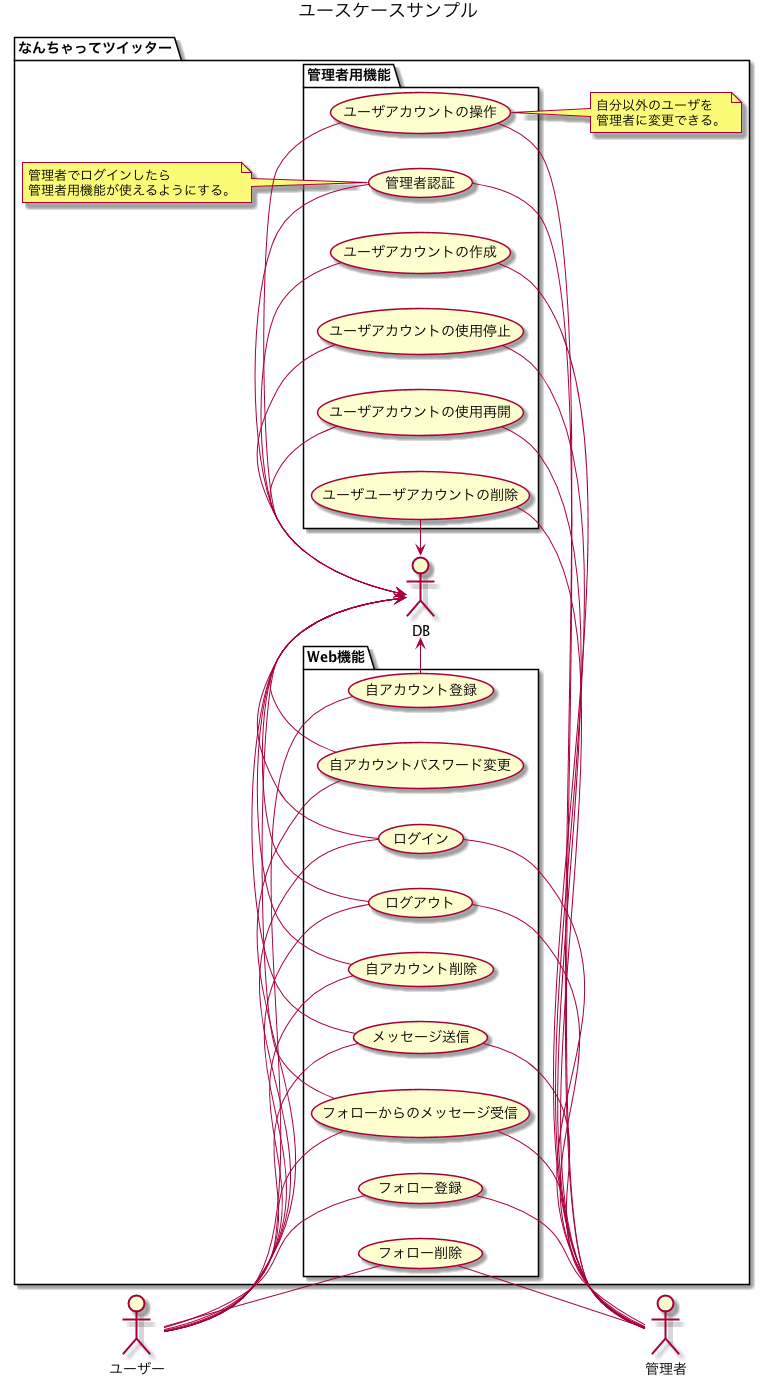 ユースケースサンプル
なんちゃってツイッター
管理者用機能
ユーザアカウントの操作
自分以外のユーザを
管理者に変更できる。
管理者でログインしたら
管理者用機能が使えるようにする。
管理者認証
ユーザアカウントの作成
ユーザアカウントの使用停止
ユーザアカウントの使用再開
ユーザユーザアカウントの削除
DB
Web機能
自アカウント登録
自アカウントパスワード変更
ログイン
ログアウト
自アカウント削除
メッセージ送信
フォローからのメッセージ受信
フォロー登録
フォロー削除
ユーザー
管理者